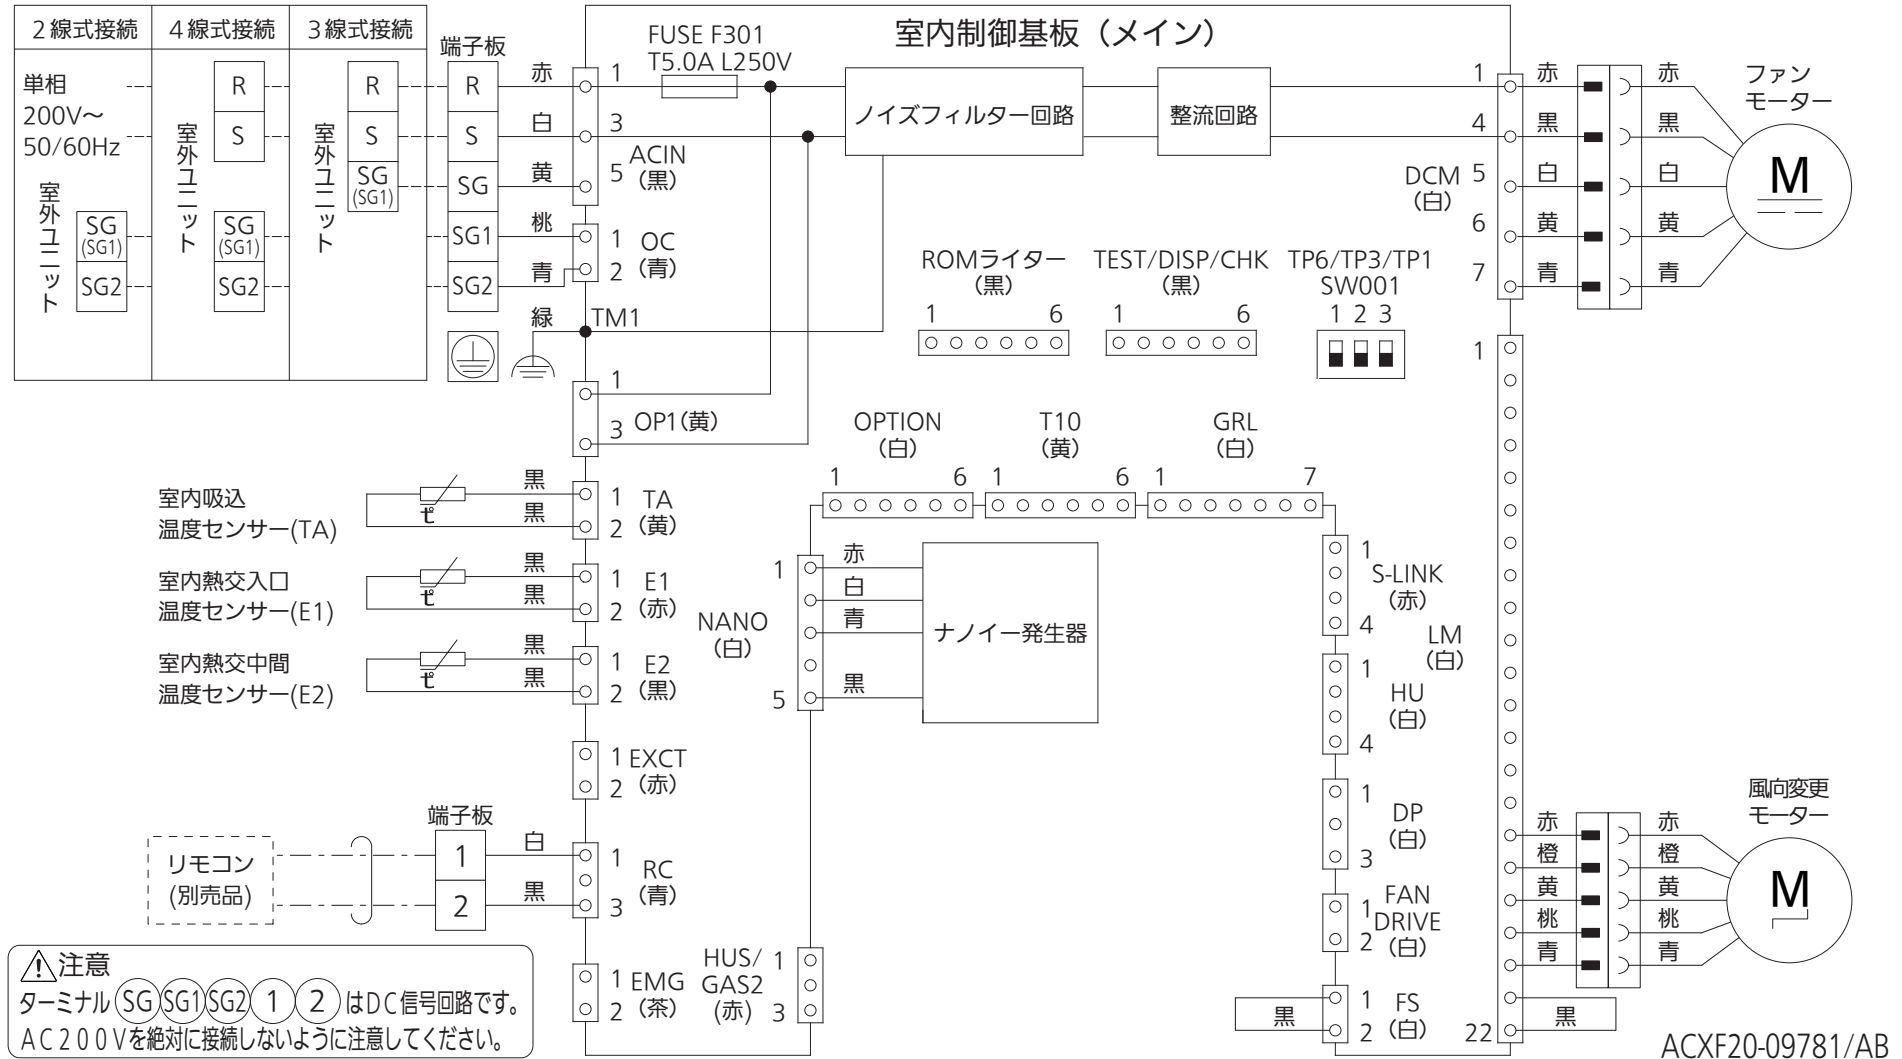 室内制御基板（メイン）
2線式接続
4線式接続
3線式接続
端子板
単相
200V〜
50/60Hz
室外ユニット
SG
(SG1)
SG2
R
S
室外ユニット
SG
(SG1)
SG2
R
S
SG
(SG1)
室外ユニット
R
S
SG
SG1
SG2
赤
白
黄
桃
青
緑
1
3
5
ACIN
（黒）
1
2
OC
（青）
TM1
FUSE F301
T5.0A L250V
ノイズフィルター回路
整流回路
1
3
OP1（黄）
1
4
5
6
7
DCM
（白）
赤
黒
白
黄
青
赤
黒
白
黄
青
ファン
モーター
M
ROMライター
（黒）
1 6
TEST/DISP/CHK
（黒）
1 6
TP6/TP3/TP1
SW001
1 2 3
OPTION
（白）
1 6
T10
（黄）
1 6
GRL
（白）
1 7
室内吸込
温度センサー(TA)
t°
黒
黒
1
2
TA
（黄）
室内熱交入口
温度センサー(E1)
t°
黒
黒
1
2
E1
（赤）
室内熱交中間
温度センサー(E2)
t°
黒
黒
1
2
E2
（黒）
1
2
EXCT
（赤）
リモコン
(別売品)
端子板
1
2
白
黒
1
3
RC
（青）
1
2
EMG
（茶）
NANO
（白）
1
5
赤
白
青
黒
ナノイー発生器
HUS/
GAS2
（赤）
1
3
1
4
S-LINK
（赤）
1
4
HU
（白）
1
3
DP
（白）
1
2
FAN
DRIVE
（白）
1
2
FS
（白）
黒
LM
（白）
1
22
赤
橙
黄
桃
青
黒
赤
橙
黄
桃
青
風向変更
モーター
M
注意
ターミナル SG SG1 SG2 1 2 はDC信号回路です。
AC200Vを絶対に接続しないように注意してください。
ACXF20-09781/AB